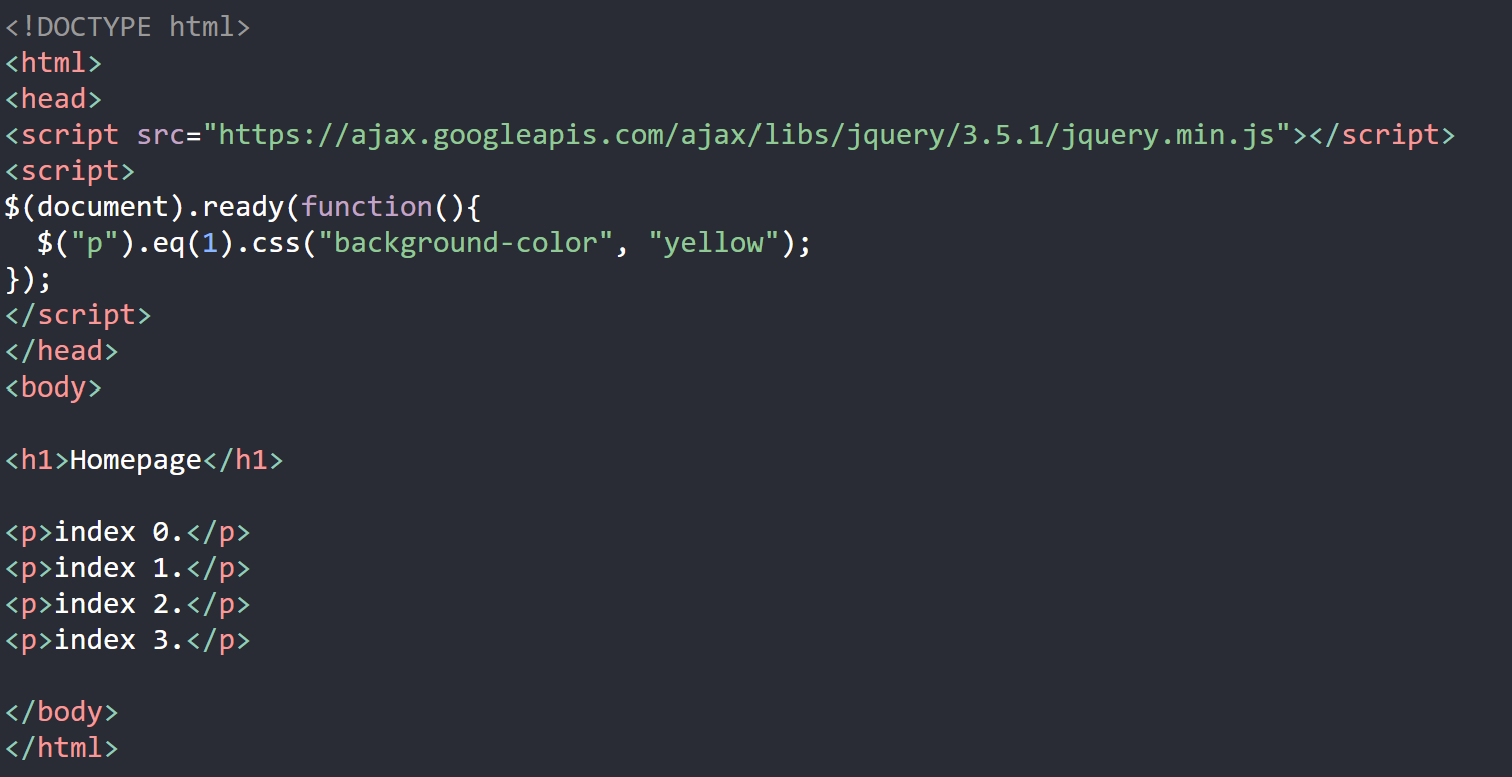 <!DOCTYPE html>
<html>
<head>
<script src="https://ajax.googleapis.com/ajax/libs/jquery/3.5.1/jquery.min.js"></script>
<script>
$(document).ready(function(){
  $("p").eq(1).css("background-color", "yellow");
});
</script>
</head>
<body>

<h1>Homepage</h1>

<p>index 0.</p>
<p>index 1.</p>
<p>index 2.</p>
<p>index 3.</p>

</body>
</html>